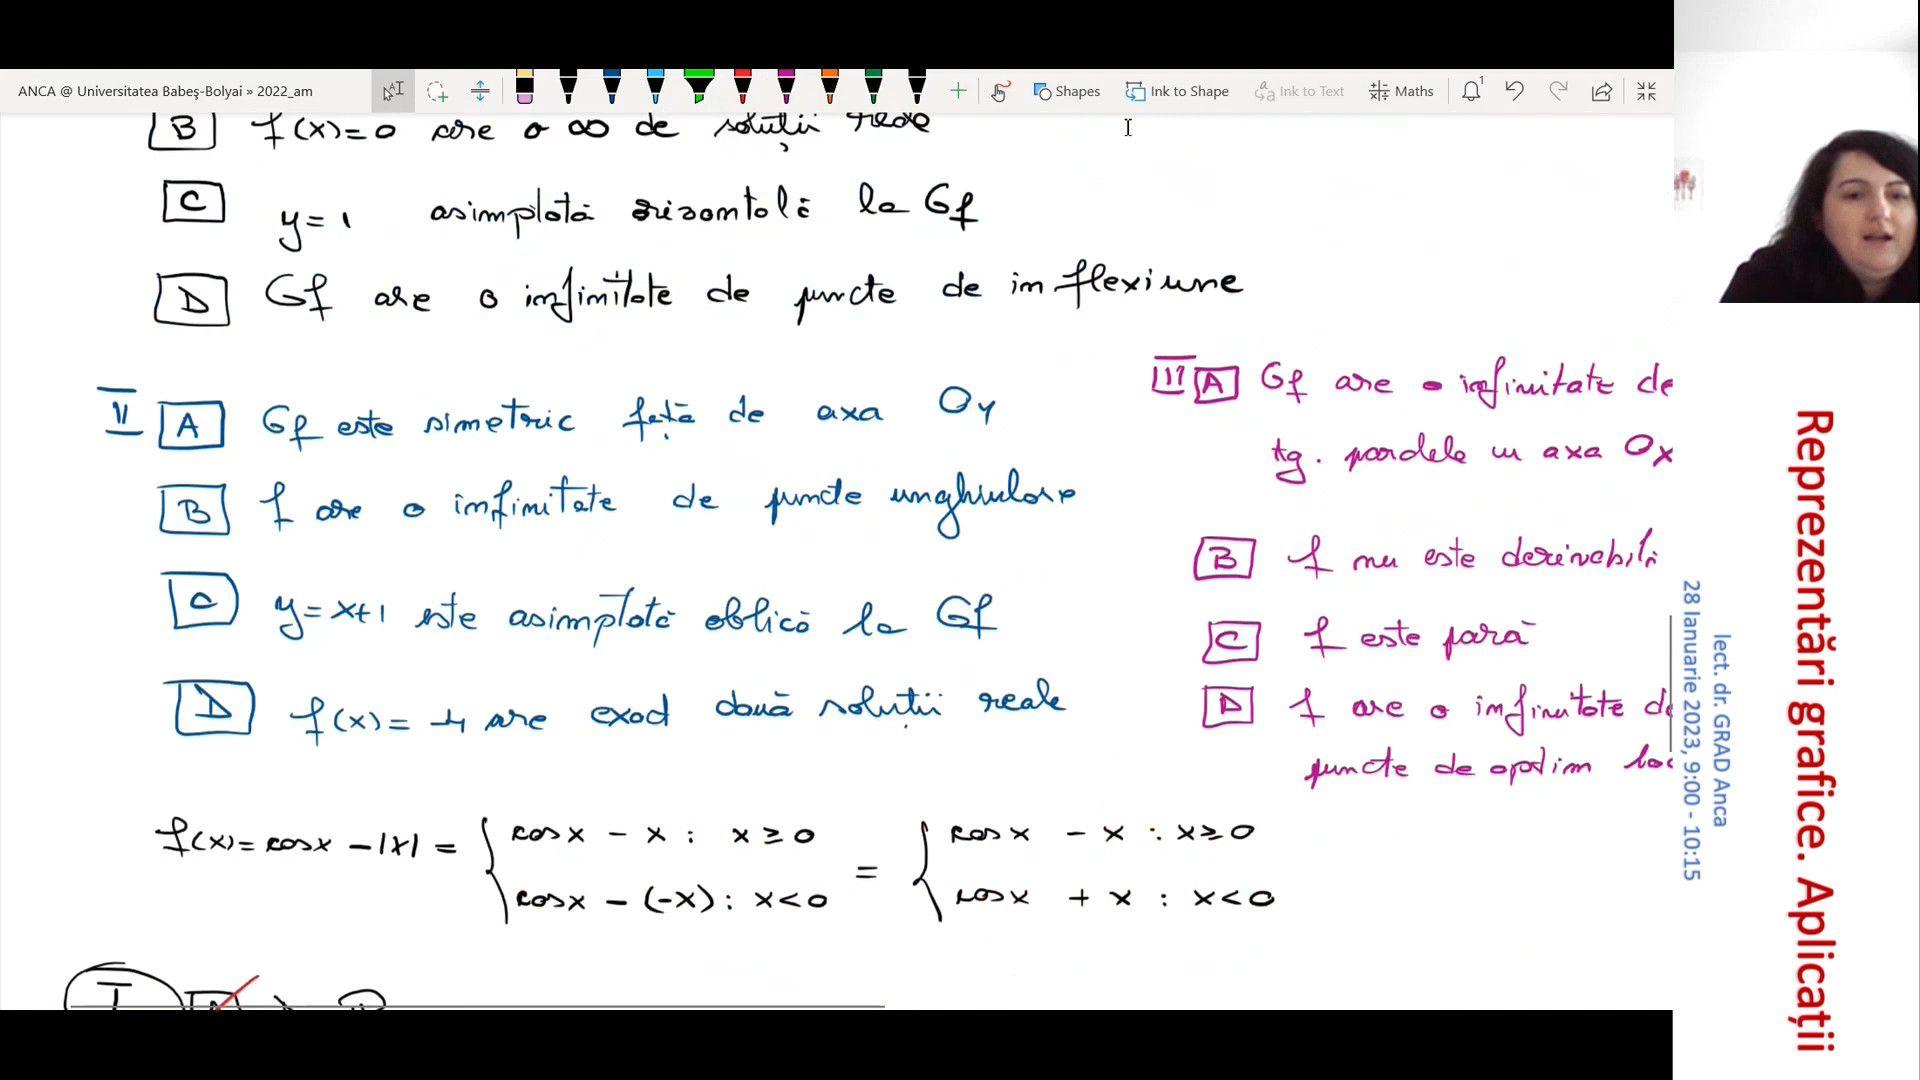 ANCA @ Universitatea Babeș-Bolyai » 2022_am
Shapes
Ink to Shape
Ink to Text
Maths
1
B f(x)=0 are o ∞ de soluții reale
C y=1 asimptotă orizontală la Gf
D Gf are o infinitate de puncte de inflexiune
II A Gf este simetric față de axa Oy
B f are o infinitate de puncte unghiulare
C y=x+1 este asimptotă oblică la Gf
D f(x)= -4 are exact două soluții reale
III A Gf are o infinitate de
tg. paralele cu axa Ox
B f nu este derivabilă
C f este pară
D f are o infinitate de
puncte de optim loc
f(x)= cosx - |x| = { cosx - x : x ≥ 0
cosx - (-x) : x < 0
= { cosx - x : x ≥ 0
cosx + x : x < 0
I
Reprezentări grafice. Aplicații
lect. dr. GRAD Anca
28 Ianuarie 2023, 9:00 - 10:15